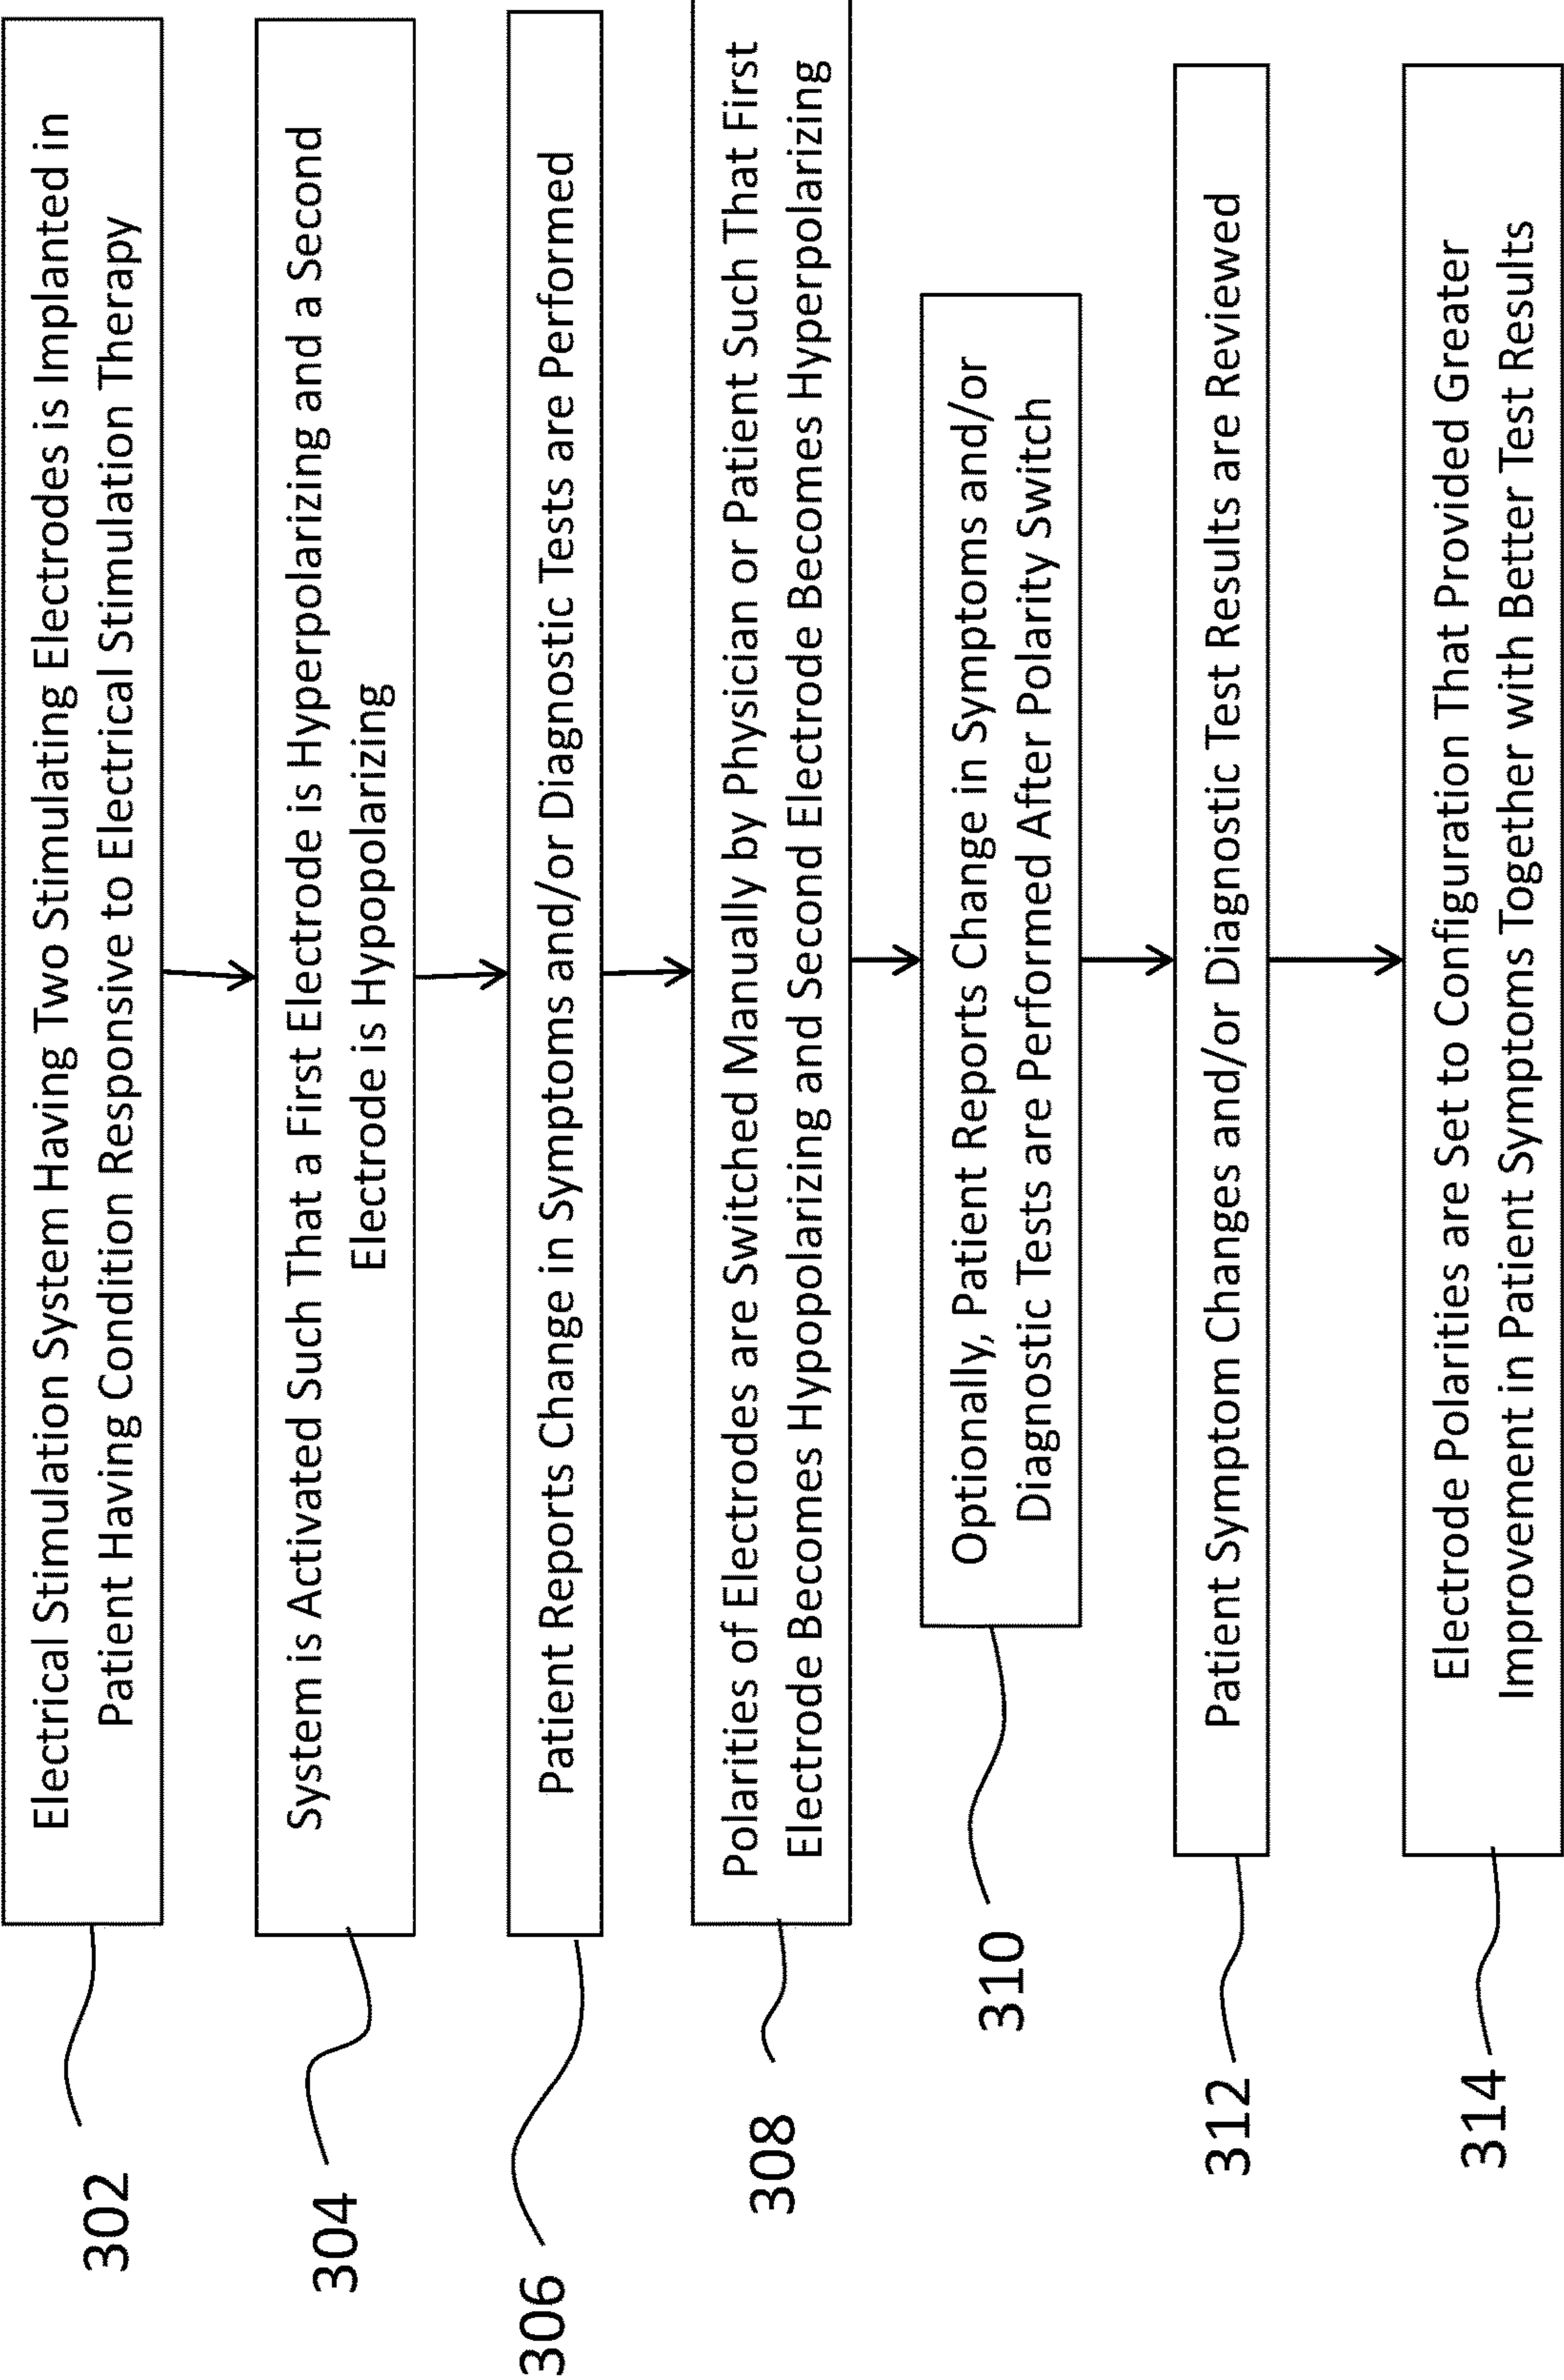 302
Electrical Stimulation System Having Two Stimulating Electrodes is Implanted in
Patient Having Condition Responsive to Electrical Stimulation Therapy
304
System is Activated Such That a First Electrode is Hyperpolarizing and a Second
Electrode is Hypopolarizing
306
Patient Reports Change in Symptoms and/or Diagnostic Tests are Performed
308
Polarities of Electrodes are Switched Manually by Physician or Patient Such That First
Electrode Becomes Hypopolarizing and Second Electrode Becomes Hyperpolarizing
310
Optionally, Patient Reports Change in Symptoms and/or
Diagnostic Tests are Performed After Polarity Switch
312
Patient Symptom Changes and/or Diagnostic Test Results are Reviewed
314
Electrode Polarities are Set to Configuration That Provided Greater
Improvement in Patient Symptoms Together with Better Test Results